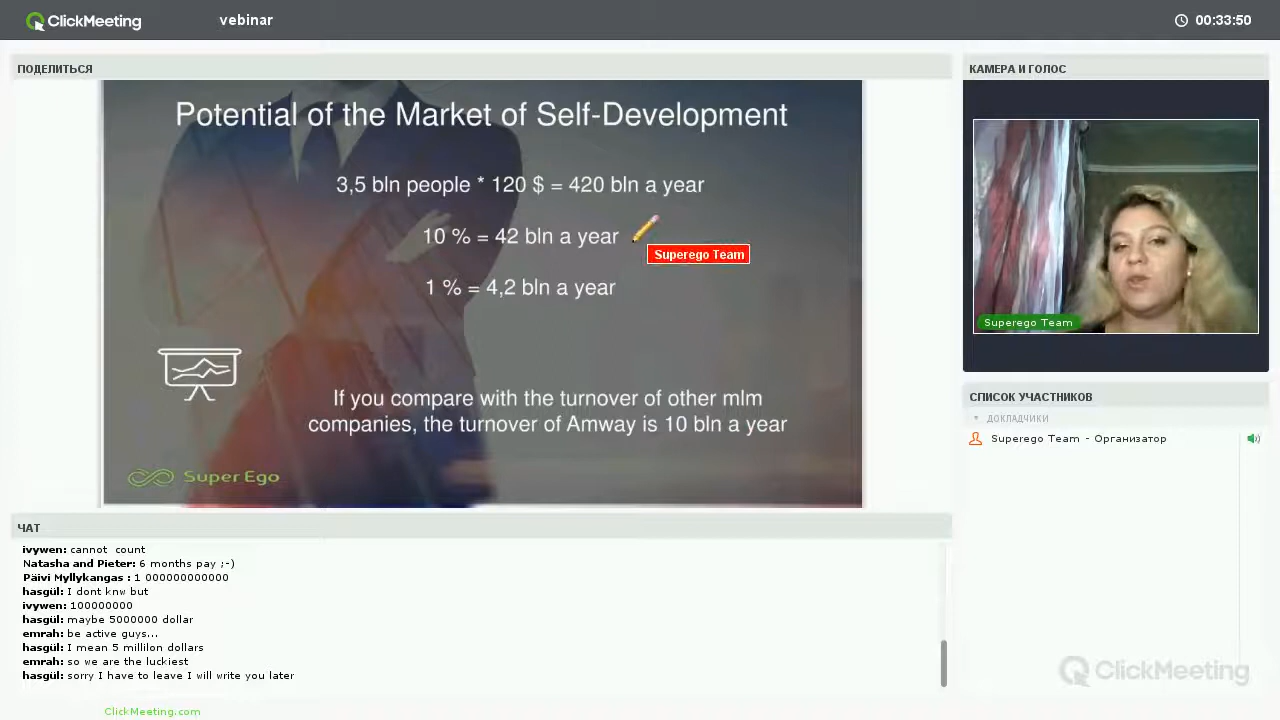 ClickMeeting
vebinar
00:33:50
ПОДЕЛИТЬСЯ
Potential of the Market of Self-Development
3,5 bln people * 120 $ = 420 bln a year
10 % = 42 bln a year
Superego Team
1 % = 4,2 bln a year
If you compare with the turnover of other mlm
companies, the turnover of Amway is 10 bln a year
Super Ego
КАМЕРА И ГОЛОС
Superego Team
СПИСОК УЧАСТНИКОВ
ДОКЛАДЧИКИ
Superego Team - Организатор
ЧАТ
ivywen: cannot count
Natasha and Pieter: 6 months pay ;-)
Päivi Myllykangas : 1 000000000000
hasgül: I dont knw but
ivywen: 100000000
hasgül: maybe 5000000 dollar
emrah: be active guys...
hasgül: I mean 5 millilon dollars
emrah: so we are the luckiest
hasgül: sorry I have to leave I will write you later
ClickMeeting
ClickMeeting.com